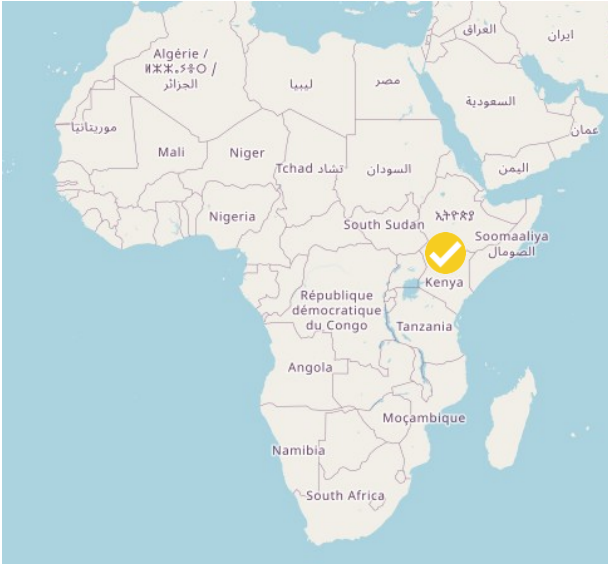 العراق
ایران
Algérie /
ⵍⵣⵣⴰⵢⴻⵔ /
الجزائر
ليبيا
مصر
السعودية
موريتانيا
عمان
Mali
Niger
Tchad تشاد
السودان
اليمن
Nigeria
ኢትዮጵያ
South Sudan
Soomaaliya
الصومال
Kenya
République
démocratique
du Congo
Tanzania
Angola
Moçambique
Namibia
South Africa